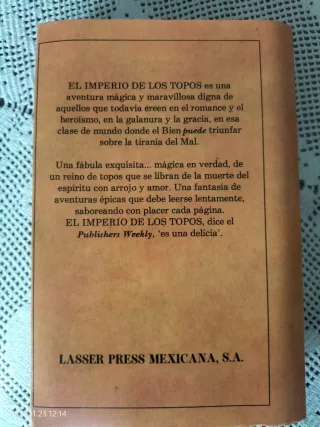 EL IMPERIO DE LOS TOPOS es una
aventura mágica y maravillosa digna de
aquellos que todavía creen en el romance y el
heroísmo, en la galanura y la gracia, en esa
clase de mundo donde el Bien puede triunfar
sobre la tiranía del Mal.
Una fábula exquisita... mágica en verdad, de
un reino de topos que se libran de la muerte del
espíritu con arrojo y amor. Una fantasía de
aventuras épicas que debe leerse lentamente,
saboreando con placer cada página.
EL IMPERIO DE LOS TOPOS, dice el
Publishers Weekly, 'es una delicia'.
LASSER PRESS MEXICANA, S.A.
12:14